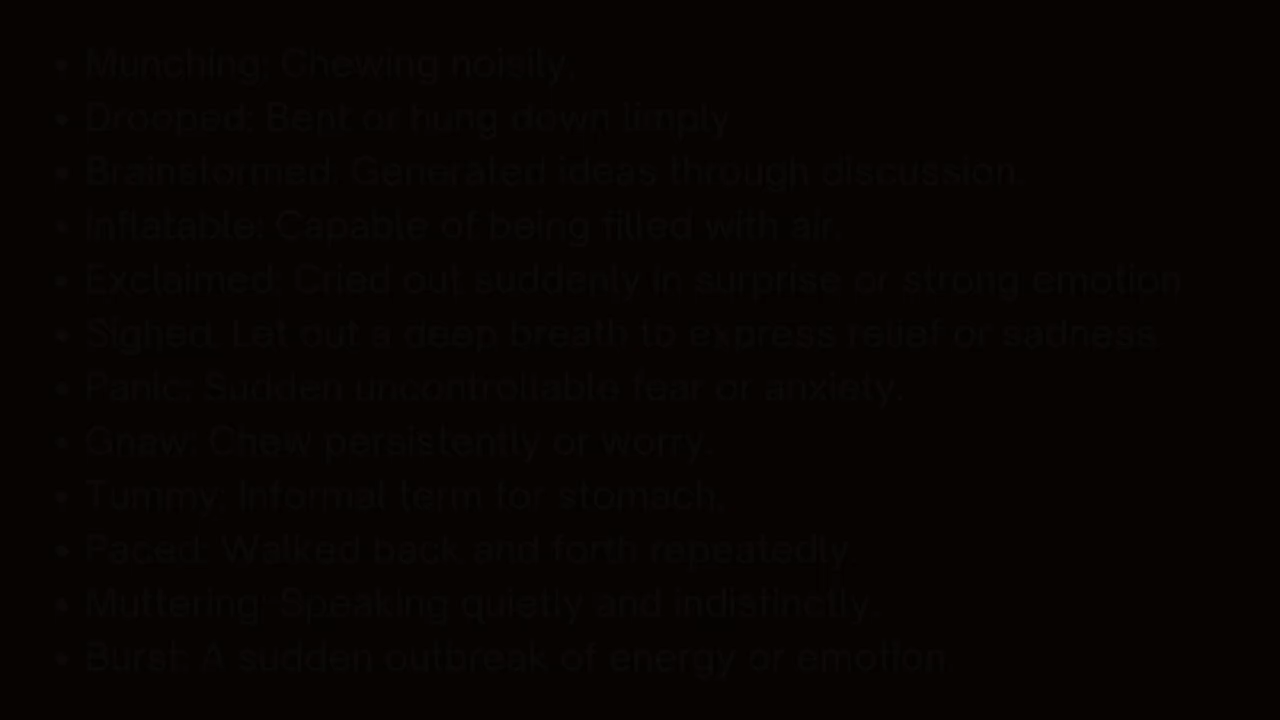 • Munching: Chewing noisily.
• Drooped: Bent or hung down limply
• Brainstormed: Generated ideas through discussion.
• Inflatable: Capable of being filled with air.
• Exclaimed: Cried out suddenly in surprise or strong emotion
• Sighed: Let out a deep breath to express relief or sadness
• Panic: Sudden uncontrollable fear or anxiety.
• Gnaw: Chew persistently or worry.
• Tummy: Informal term for stomach.
• Paced: Walked back and forth repeatedly
• Muttering: Speaking quietly and indistinctly
• Burst: A sudden outbreak of energy or emotion